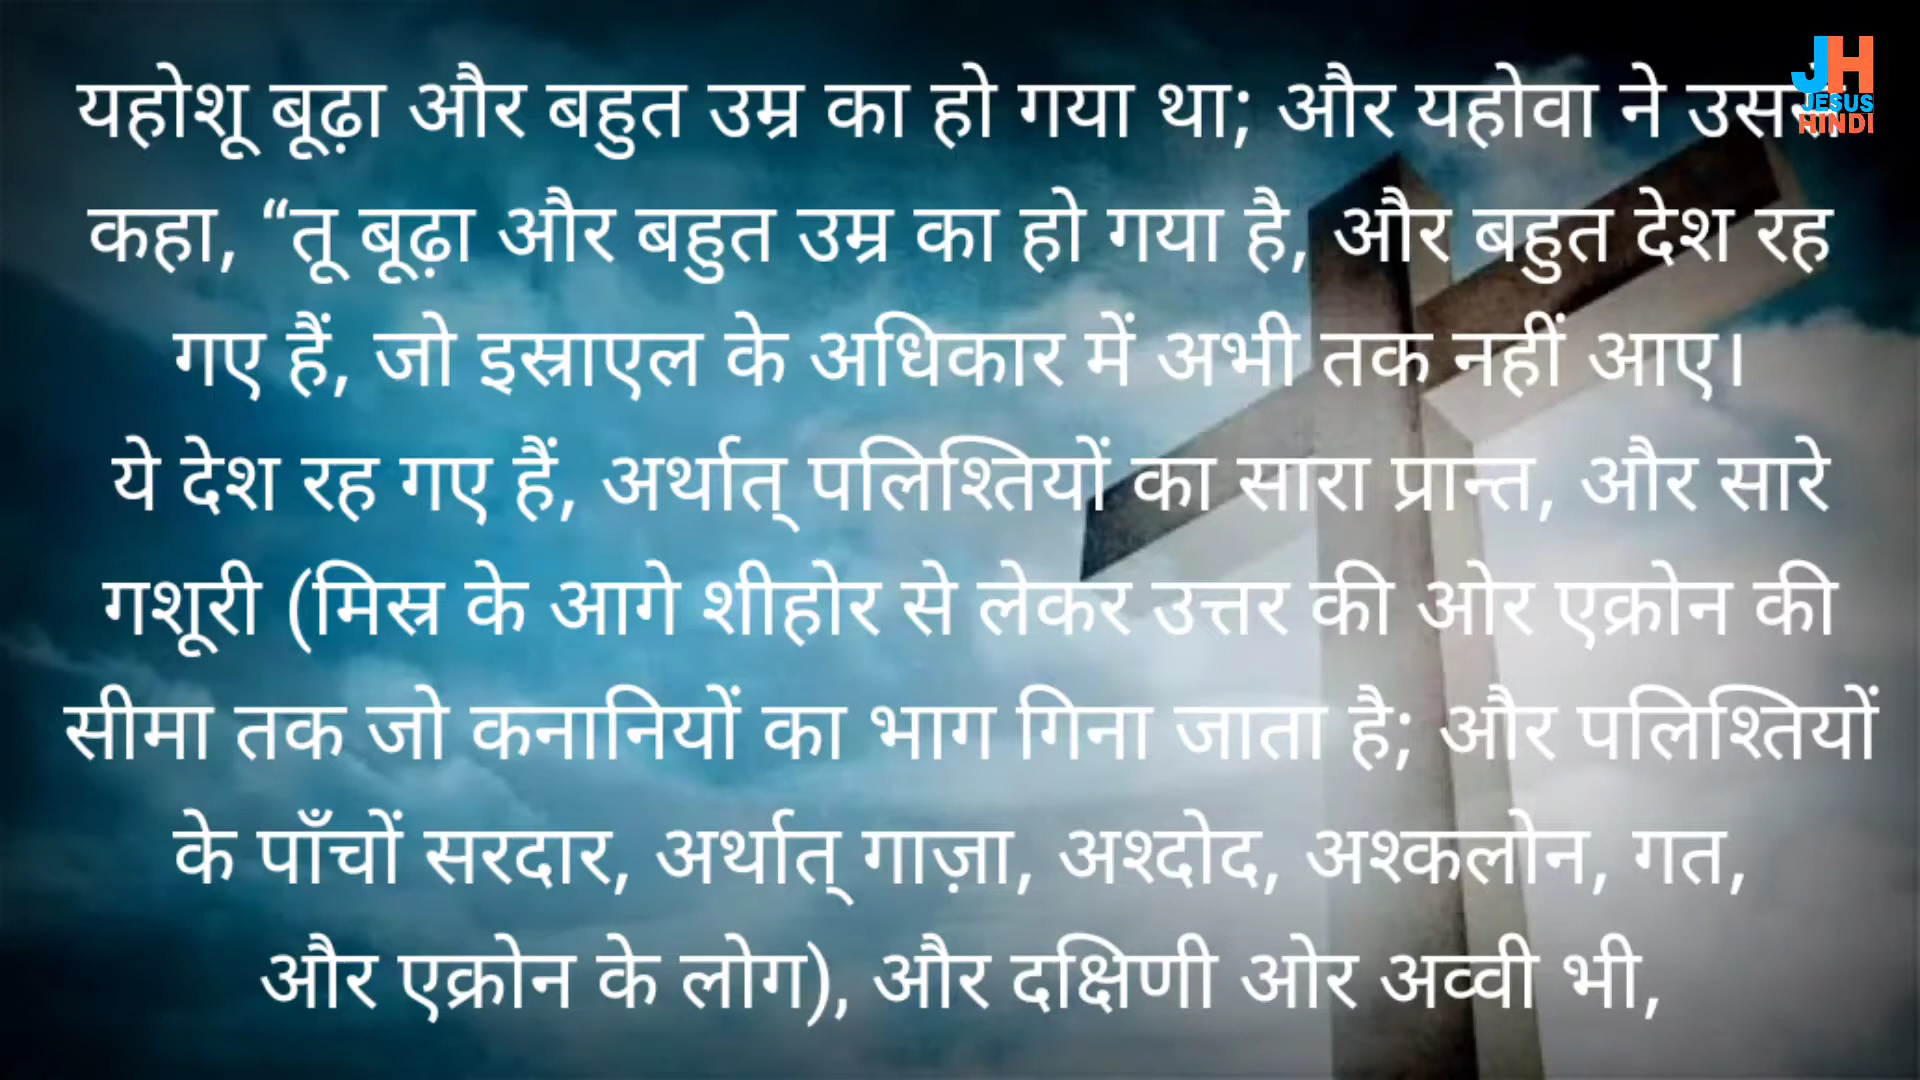 यहोशू बूढ़ा और बहुत उम्र का हो गया था; और यहोवा ने उससे
कहा, “तू बूढ़ा और बहुत उम्र का हो गया है, और बहुत देश रह
गए हैं, जो इस्राएल के अधिकार में अभी तक नहीं आए।
ये देश रह गए हैं, अर्थात् पलिश्तियों का सारा प्रान्त, और सारे
गशूरी (मिस्र के आगे शीहोर से लेकर उत्तर की ओर एक्रोन की
सीमा तक जो कनानियों का भाग गिना जाता है; और पलिश्तियों
के पाँचों सरदार, अर्थात् गाज़ा, अश्दोद, अश्कलोन, गत,
और एक्रोन के लोग), और दक्षिणी ओर अव्वी भी,
JH
JESUS
HINDI